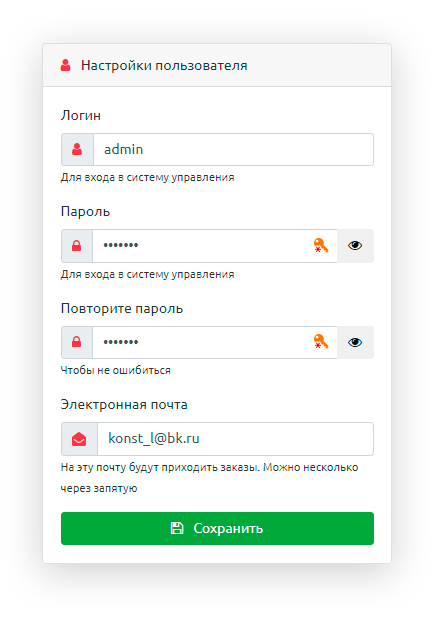 Настройки пользователя
Логин
admin
Для входа в систему управления
Пароль
•••••••
Для входа в систему управления
Повторите пароль
•••••••
Чтобы не ошибиться
Электронная почта
konst_l@bk.ru
На эту почту будут приходить заказы. Можно несколько
через запятую
Сохранить